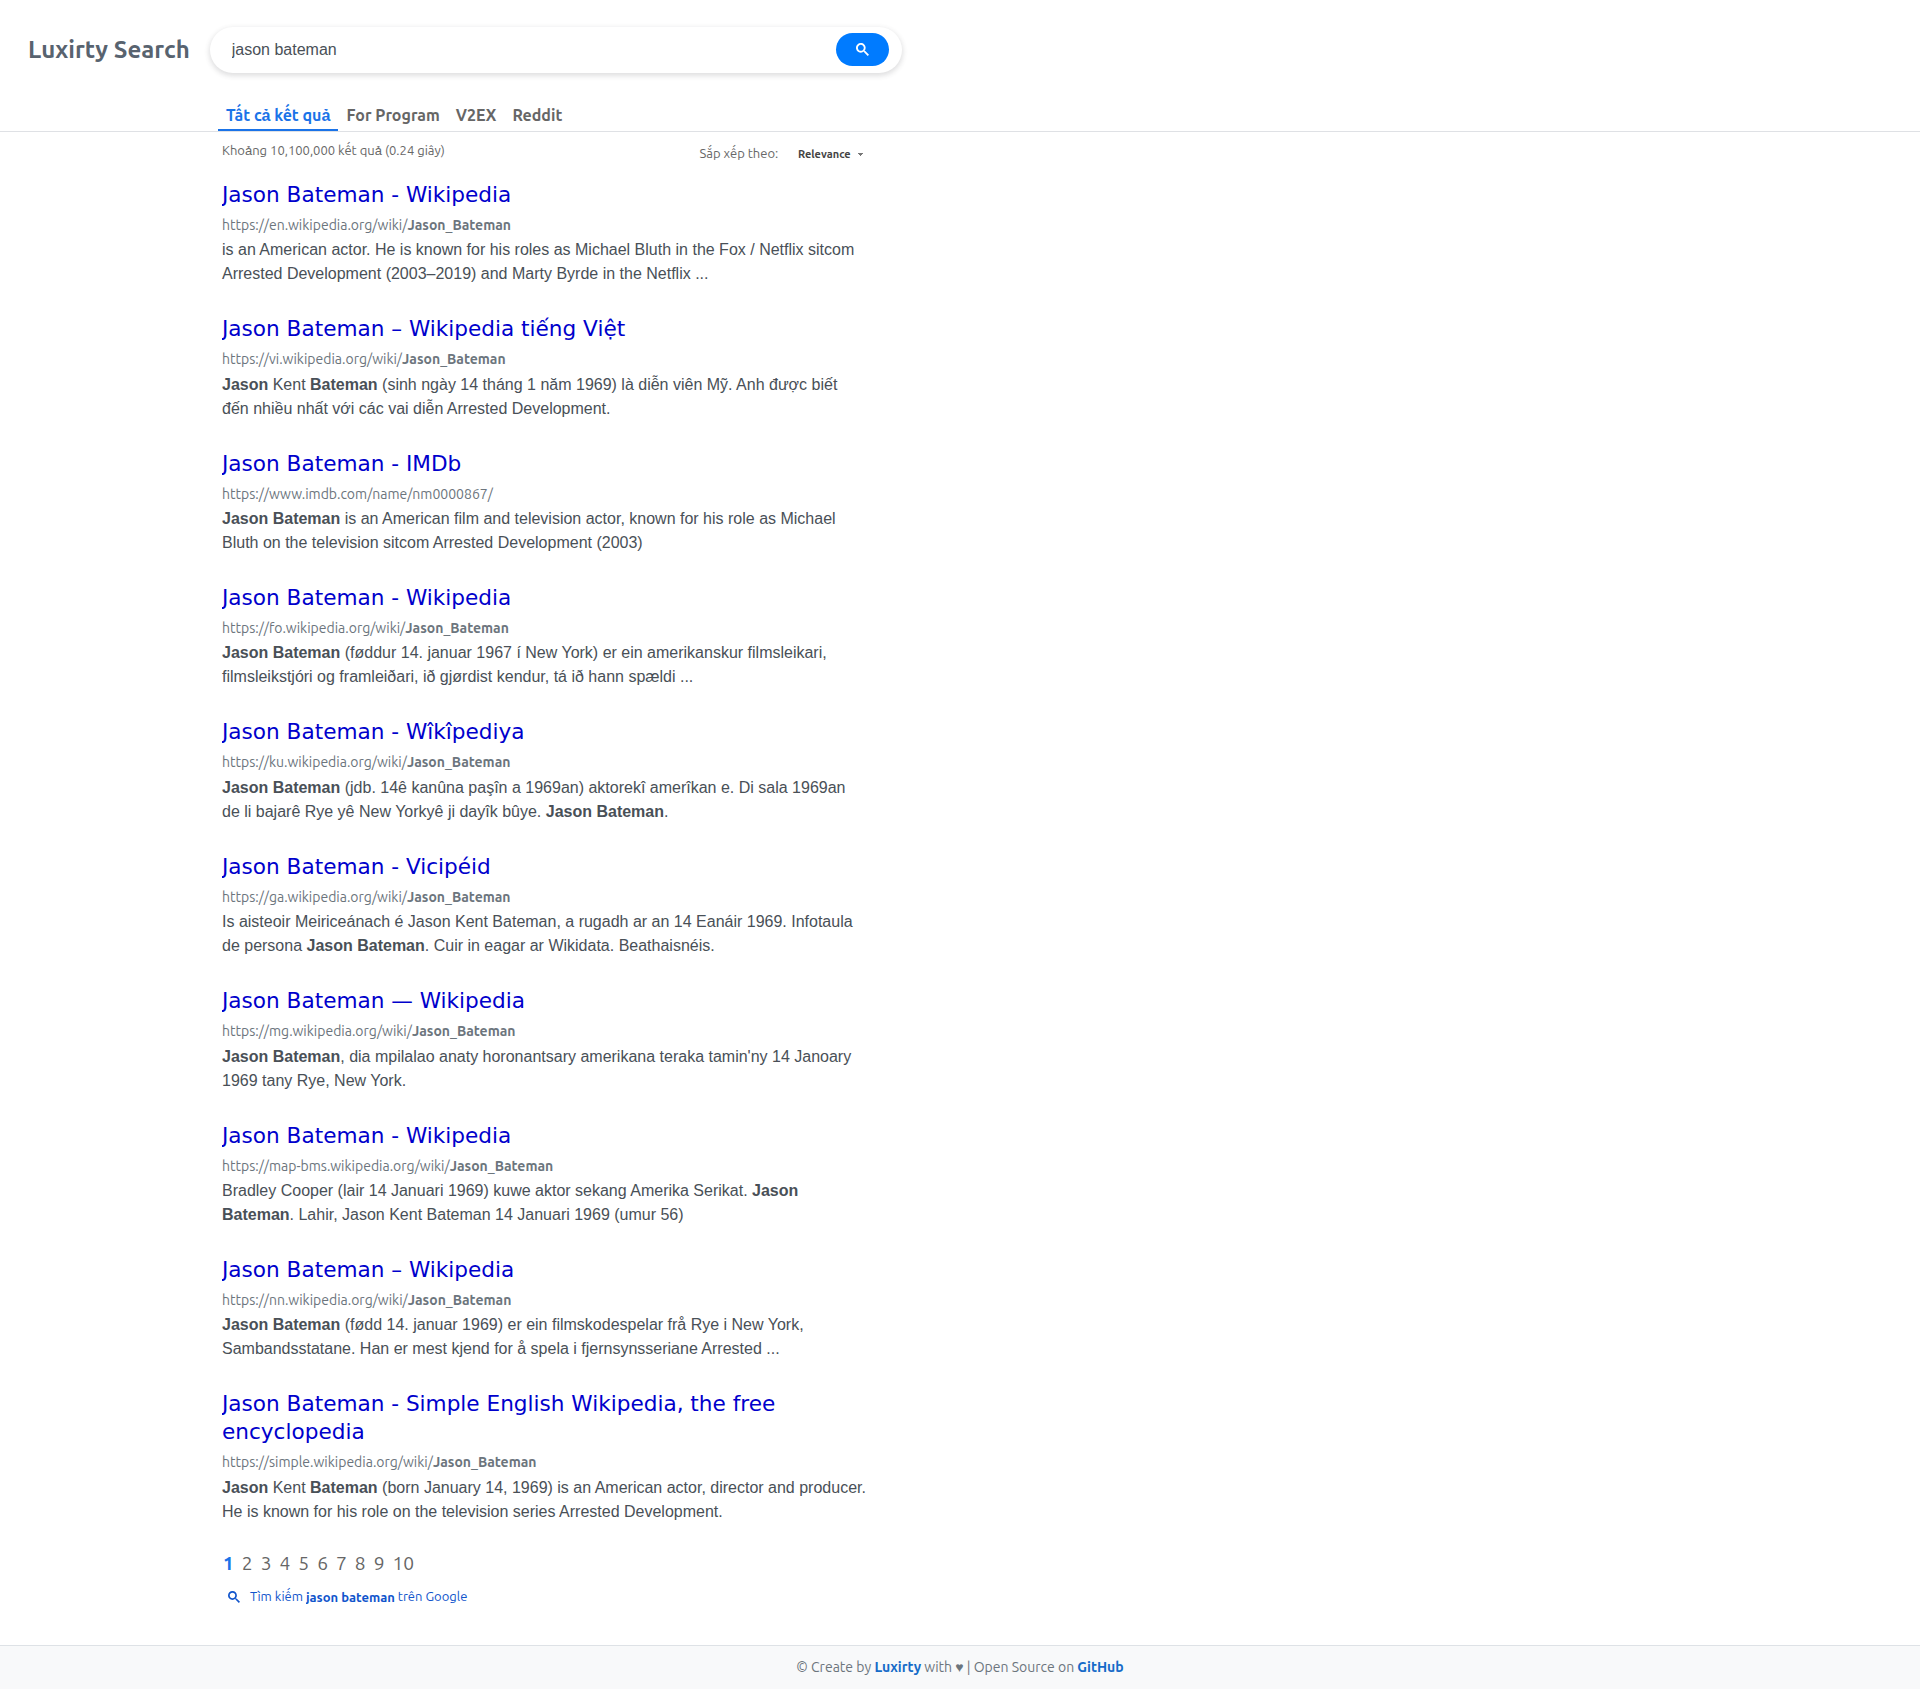 Luxirty Search
jason bateman
Tất cả kết quả For Program V2EX Reddit
Khoảng 10,100,000 kết quả (0.24 giây)
Sắp xếp theo: Relevance
Jason Bateman - Wikipedia
https://en.wikipedia.org/wiki/Jason_Bateman
is an American actor. He is known for his roles as Michael Bluth in the Fox / Netflix sitcom
Arrested Development (2003–2019) and Marty Byrde in the Netflix ...
Jason Bateman – Wikipedia tiếng Việt
https://vi.wikipedia.org/wiki/Jason_Bateman
Jason Kent Bateman (sinh ngày 14 tháng 1 năm 1969) là diễn viên Mỹ. Anh được biết
đến nhiều nhất với các vai diễn Arrested Development.
Jason Bateman - IMDb
https://www.imdb.com/name/nm0000867/
Jason Bateman is an American film and television actor, known for his role as Michael
Bluth on the television sitcom Arrested Development (2003)
Jason Bateman - Wikipedia
https://fo.wikipedia.org/wiki/Jason_Bateman
Jason Bateman (føddur 14. januar 1967 í New York) er ein amerikanskur filmsleikari,
filmsleikstjóri og framleiðari, ið gjørdist kendur, tá ið hann spældi ...
Jason Bateman - Wîkîpediya
https://ku.wikipedia.org/wiki/Jason_Bateman
Jason Bateman (jdb. 14ê kanûna paşîn a 1969an) aktorekî amerîkan e. Di sala 1969an
de li bajarê Rye yê New Yorkyê ji dayîk bûye. Jason Bateman.
Jason Bateman - Vicipéid
https://ga.wikipedia.org/wiki/Jason_Bateman
Is aisteoir Meiriceánach é Jason Kent Bateman, a rugadh ar an 14 Eanáir 1969. Infotaula
de persona Jason Bateman. Cuir in eagar ar Wikidata. Beathaisnéis.
Jason Bateman — Wikipedia
https://mg.wikipedia.org/wiki/Jason_Bateman
Jason Bateman, dia mpilalao anaty horonantsary amerikana teraka tamin'ny 14 Janoary
1969 tany Rye, New York.
Jason Bateman - Wikipedia
https://map-bms.wikipedia.org/wiki/Jason_Bateman
Bradley Cooper (lair 14 Januari 1969) kuwe aktor sekang Amerika Serikat. Jason
Bateman. Lahir, Jason Kent Bateman 14 Januari 1969 (umur 56)
Jason Bateman – Wikipedia
https://nn.wikipedia.org/wiki/Jason_Bateman
Jason Bateman (fødd 14. januar 1969) er ein filmskodespelar frå Rye i New York,
Sambandsstatane. Han er mest kjend for å spela i fjernsynsseriane Arrested ...
Jason Bateman - Simple English Wikipedia, the free
encyclopedia
https://simple.wikipedia.org/wiki/Jason_Bateman
Jason Kent Bateman (born January 14, 1969) is an American actor, director and producer.
He is known for his role on the television series Arrested Development.
1 2 3 4 5 6 7 8 9 10
Tìm kiếm jason bateman trên Google
© Create by Luxirty with ♥ | Open Source on GitHub